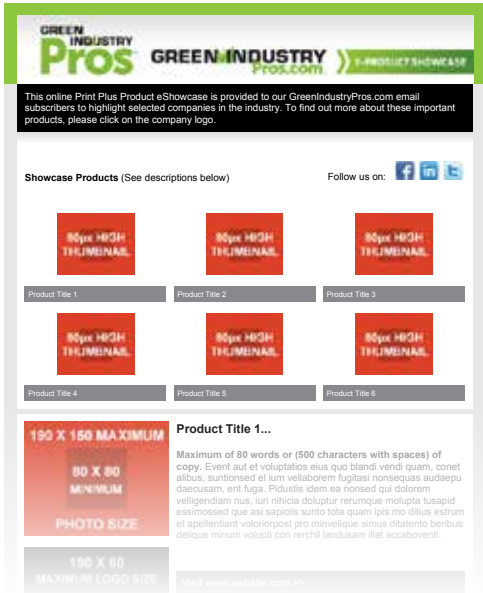 GREEN
INDUSTRY
Pros
GREEN INDUSTRY
Pros.com
E-PRODUCT SHOWCASE
This online Print Plus Product eShowcase is provided to our GreenIndustryPros.com email
subscribers to highlight selected companies in the industry. To find out more about these important
products, please click on the company logo.
Showcase Products (See descriptions below)
Follow us on:
80px HIGH
THUMBNAIL
80px HIGH
THUMBNAIL
80px HIGH
THUMBNAIL
Product Title 1
Product Title 2
Product Title 3
80px HIGH
THUMBNAIL
80px HIGH
THUMBNAIL
80px HIGH
THUMBNAIL
Product Title 4
Product Title 5
Product Title 6
190 X 150 MAXIMUM
80 X 80
MINIMUM
PHOTO SIZE
Product Title 1...
Maximum of 80 words or (500 characters with spaces) of
copy. Event aut et voluptatios eius quo blandi vendi quam, conet
alibus, suntionsed el ium vellaborem fugitasi nonsequas audaepu
daecusam, ent fuga. Pidustis idem ea nonsed qui dolorem
velligendiam nus, iuri nihicia doluptur rerumque molupta tusapid
essimossed que asi sapiciis sunto tota quam ipis mo ditius estrum
et apellentiant voloriorpost pro minvelique simus ditatento beribus
delique minum volupti con rerchil landusam illat accaboventi.
190 X 60
MAXIMUM LOGO SIZE
Visit www.website.com >>